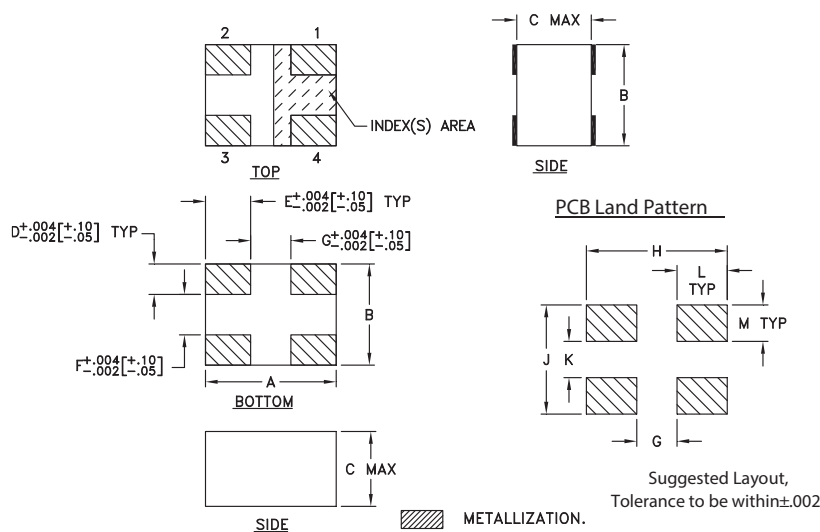 2
1
INDEX(S) AREA
3
4
TOP
C MAX
B
SIDE
D+.004[+.10] TYP
-.002[-.05]
E+.004[+.10] TYP
-.002[-.05]
G+.004[+.10]
-.002[-.05]
B
F+.004[+.10]
-.002[-.05]
A
BOTTOM
C MAX
SIDE
METALLIZATION.
PCB Land Pattern
H
L
TYP
M TYP
J
K
G
Suggested Layout,
Tolerance to be within±.002